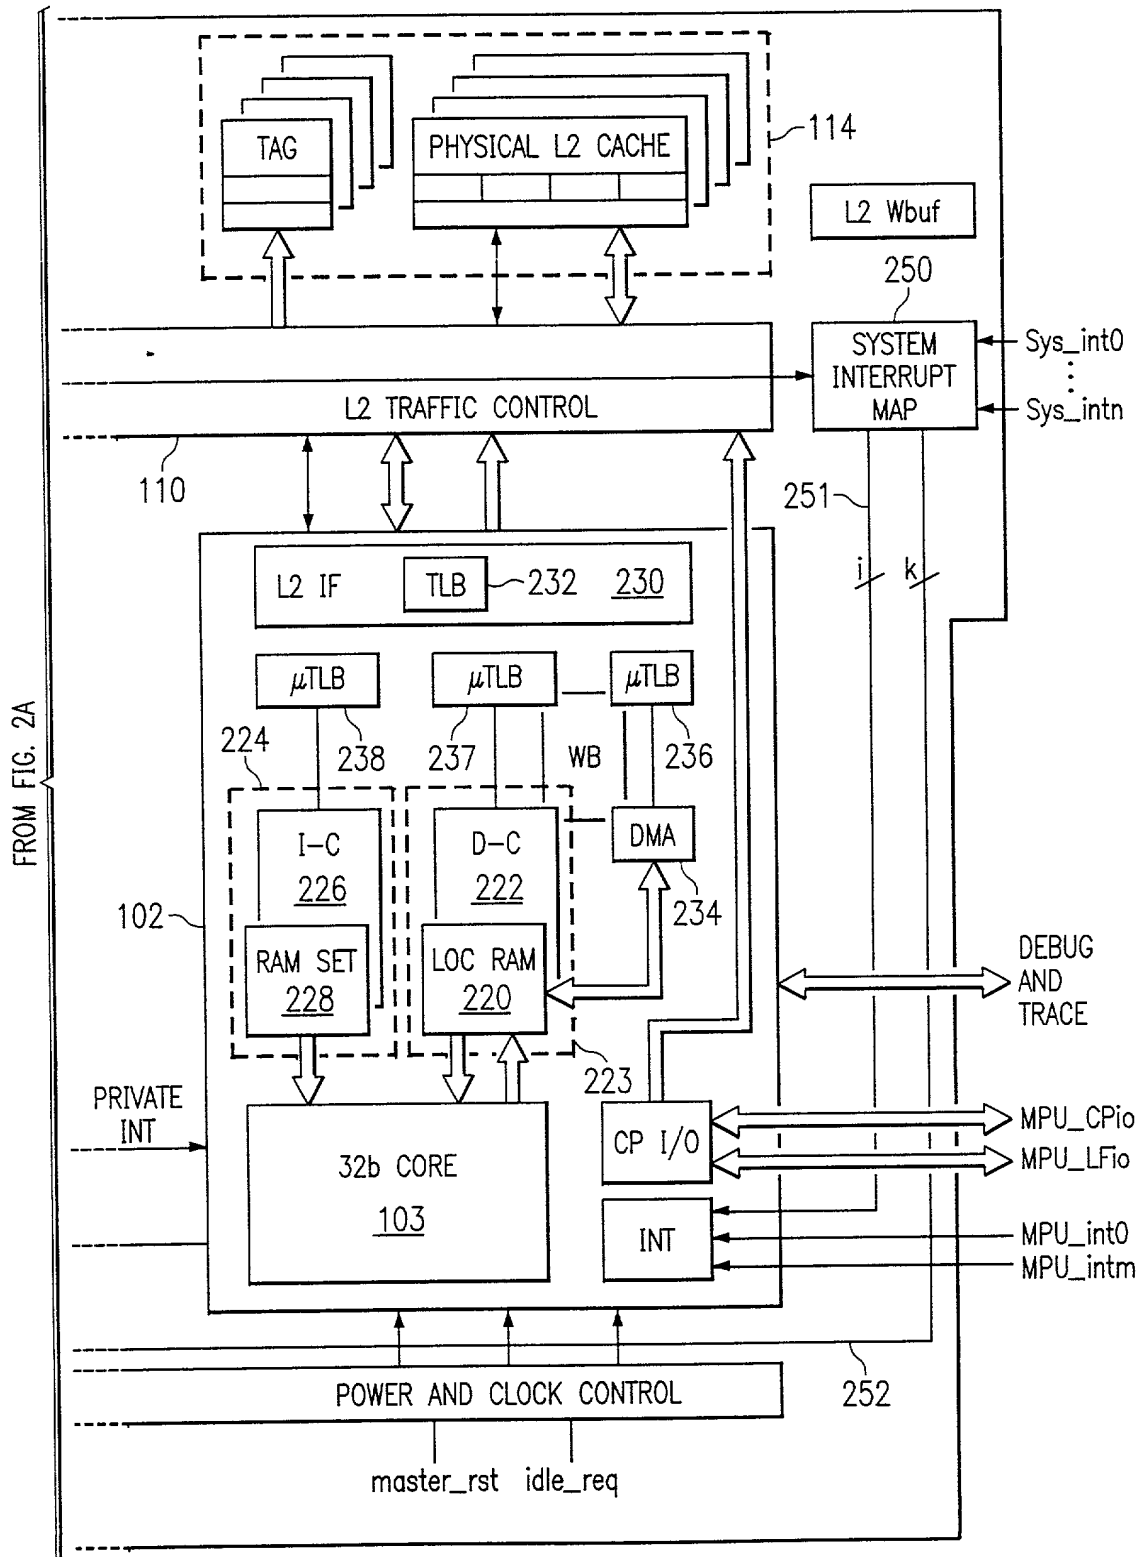 TAG
PHYSICAL L2 CACHE
114
L2 Wbuf
250
SYSTEM
INTERRUPT
MAP
Sys_int0
Sys_intn
L2 TRAFFIC CONTROL
110
251
i
k
L2 IF
TLB
232
230
μTLB
μTLB
μTLB
238
237
236
WB
224
FROM FIG. 2A
I-C
226
D-C
222
DMA
234
102
RAM SET
228
LOC RAM
220
223
DEBUG
AND
TRACE
PRIVATE
INT
32b CORE
103
CP I/O
MPU_CPio
MPU_LFio
INT
MPU_int0
MPU_intm
252
POWER AND CLOCK CONTROL
master_rst idle_req